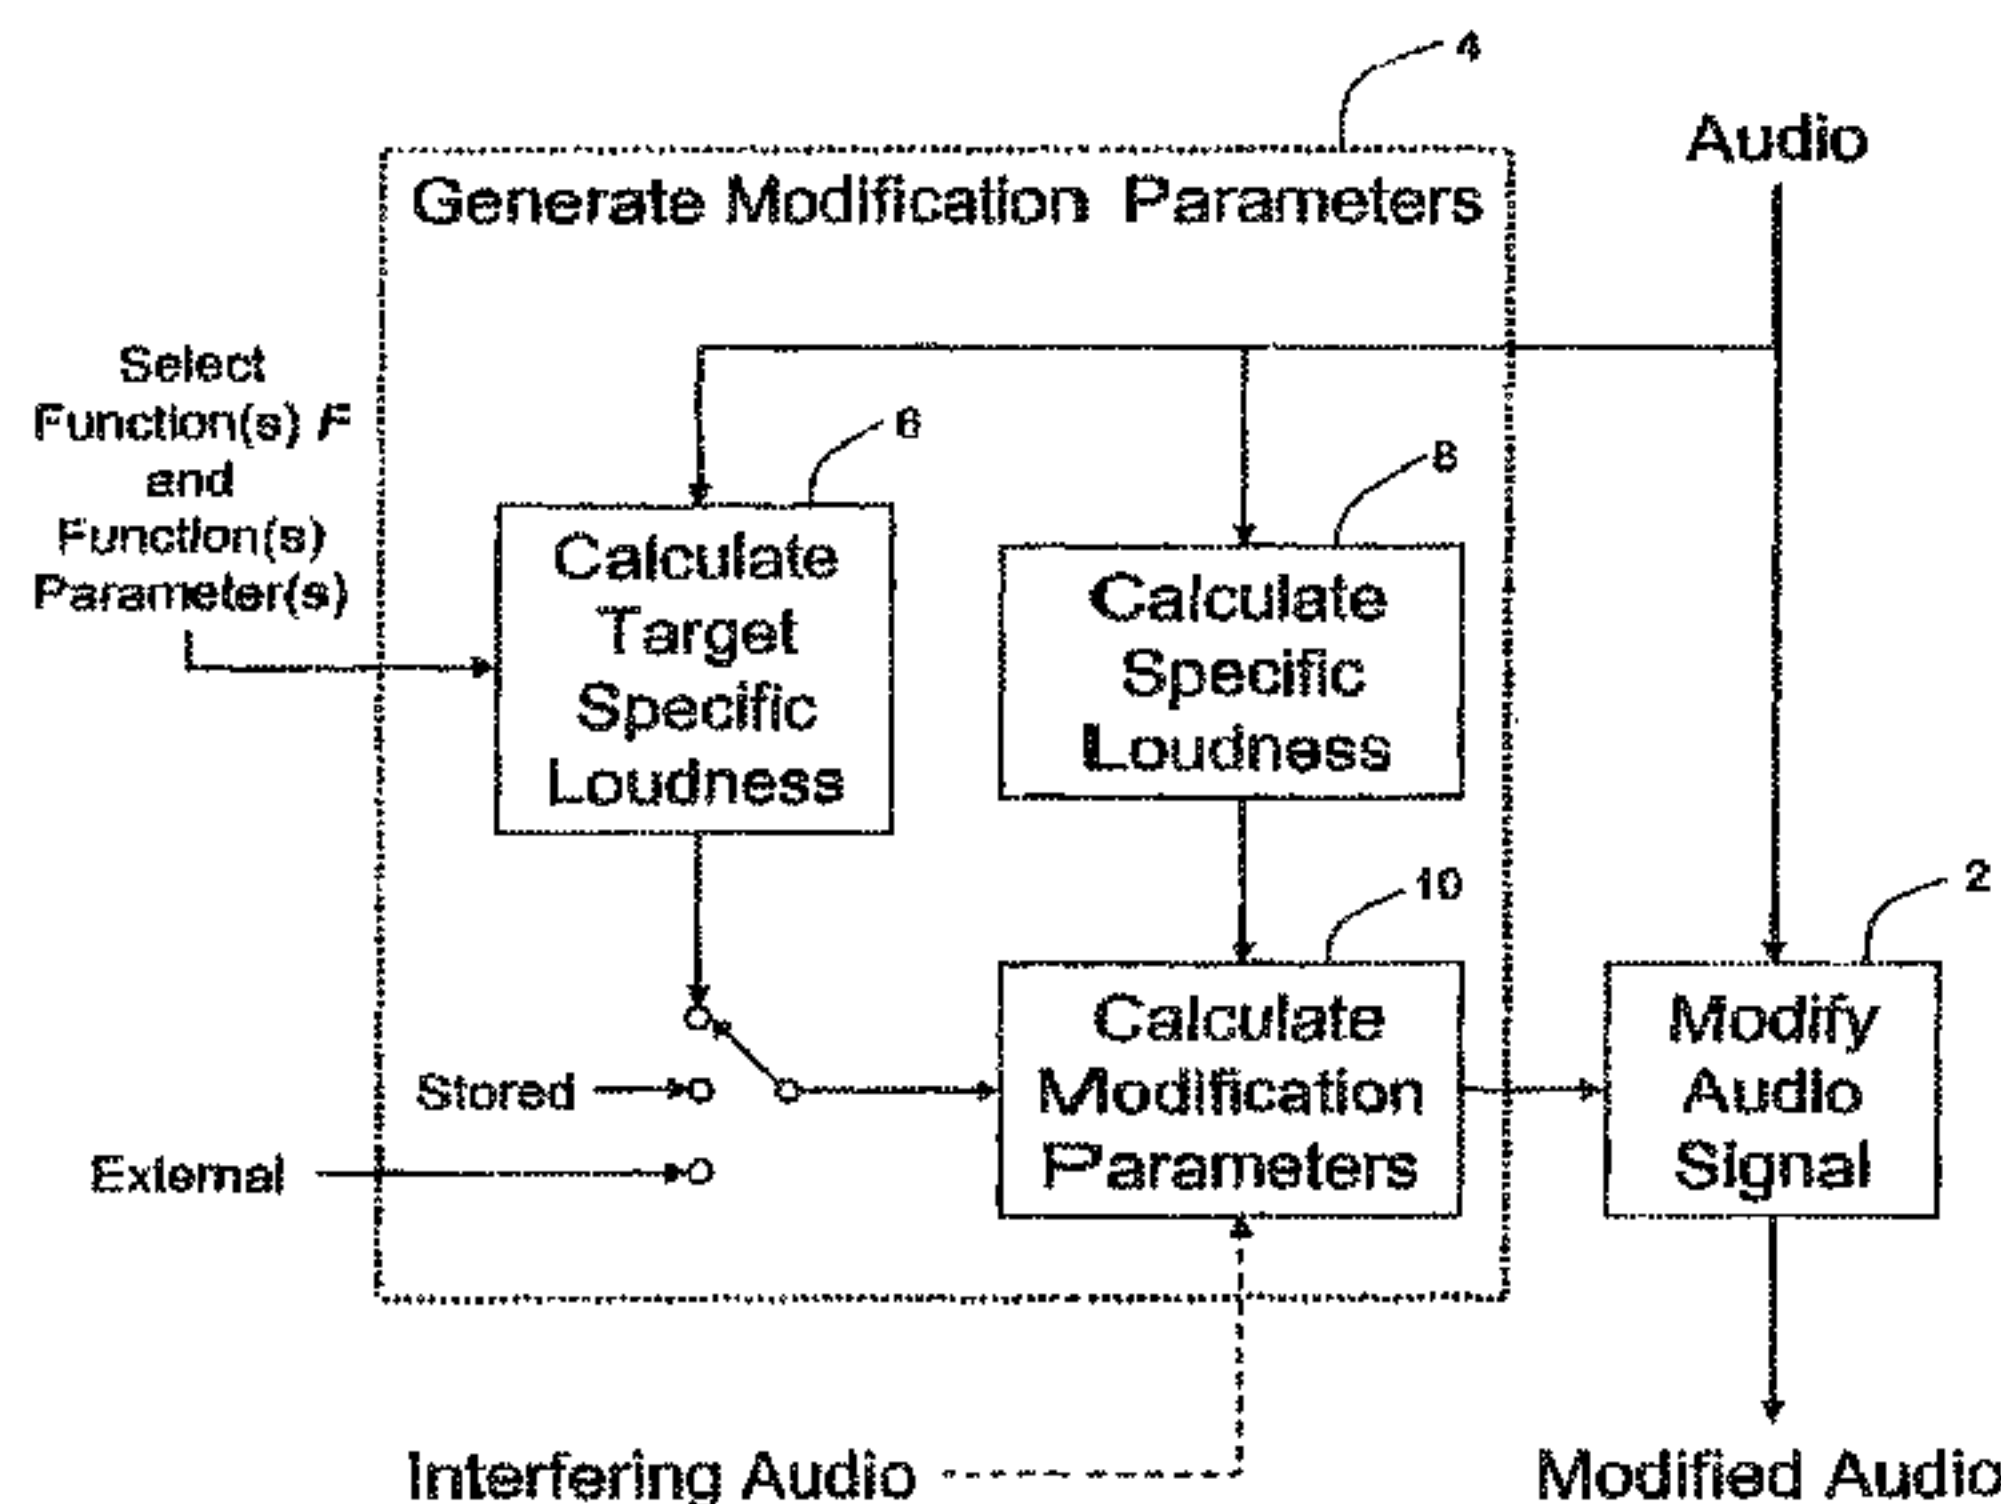 4
Audio
Generate Modification Parameters
Select
Function(s) F
and
Function(s)
Parameter(s)
6
8
Calculate
Target
Specific
Loudness
Calculate
Specific
Loudness
10
2
Calculate
Modification
Parameters
Modify
Audio
Signal
Stored
External
Interfering Audio
Modified Audio